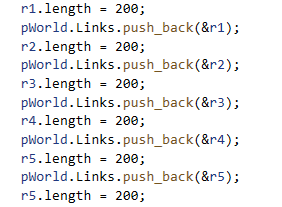 r1.length = 200;
pWorld.Links.push_back(&r1);
r2.length = 200;
pWorld.Links.push_back(&r2);
r3.length = 200;
pWorld.Links.push_back(&r3);
r4.length = 200;
pWorld.Links.push_back(&r4);
r5.length = 200;
pWorld.Links.push_back(&r5);
r5.length = 200;